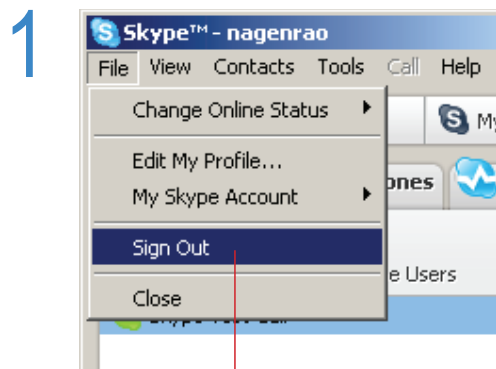 1
Skype™ - nagenrao
File View Contacts Tools Call Help
Change Online Status
My
Edit My Profile...
My Skype Account
ones
Sign Out
e Users
Close